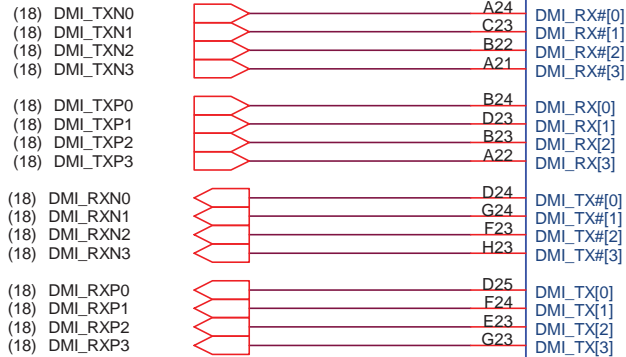 (18) DMI_TXN0 A24 DMI_RX#[0]
(18) DMI_TXN1 C23 DMI_RX#[1]
(18) DMI_TXN2 B22 DMI_RX#[2]
(18) DMI_TXN3 A21 DMI_RX#[3]
(18) DMI_TXP0 B24 DMI_RX[0]
(18) DMI_TXP1 D23 DMI_RX[1]
(18) DMI_TXP2 B23 DMI_RX[2]
(18) DMI_TXP3 A22 DMI_RX[3]
(18) DMI_RXN0 D24 DMI_TX#[0]
(18) DMI_RXN1 G24 DMI_TX#[1]
(18) DMI_RXN2 F23 DMI_TX#[2]
(18) DMI_RXN3 H23 DMI_TX#[3]
(18) DMI_RXP0 D25 DMI_TX[0]
(18) DMI_RXP1 F24 DMI_TX[1]
(18) DMI_RXP2 E23 DMI_TX[2]
(18) DMI_RXP3 G23 DMI_TX[3]